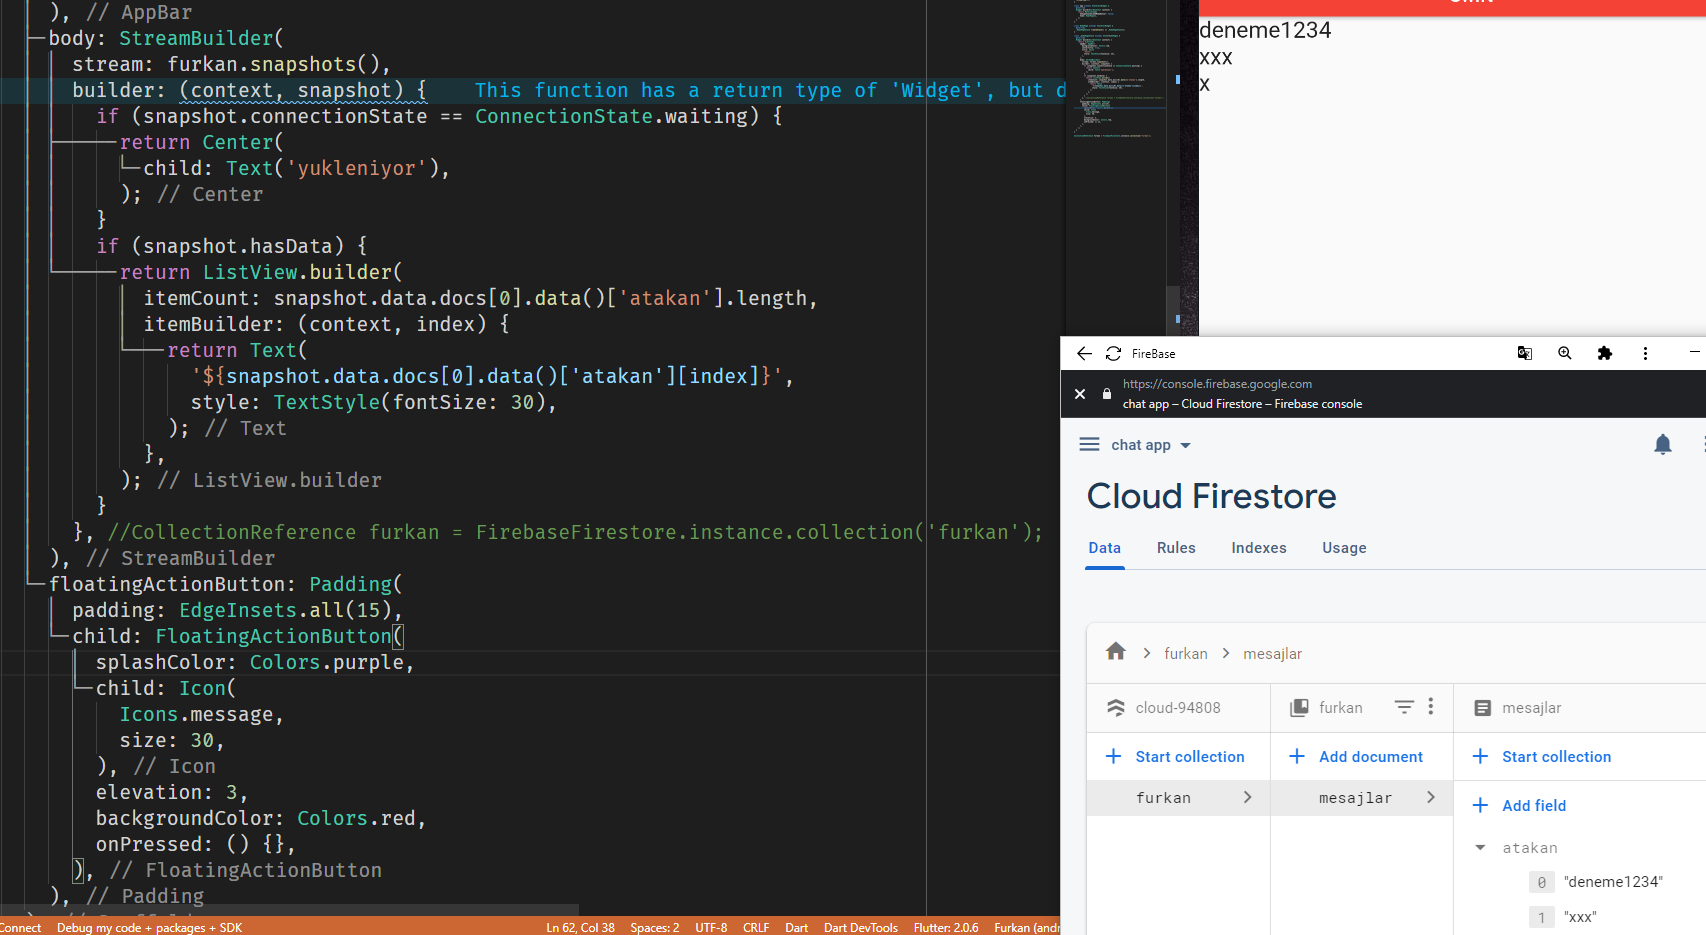 ), // AppBar
body: StreamBuilder(
stream: furkan.snapshots(),
builder: (context, snapshot) {    This function has a return type of 'Widget', but d
if (snapshot.connectionState == ConnectionState.waiting) {
return Center(
child: Text('yukleniyor'),
); // Center
}
if (snapshot.hasData) {
return ListView.builder(
itemCount: snapshot.data.docs[0].data()['atakan'].length,
itemBuilder: (context, index) {
return Text(
'${snapshot.data.docs[0].data()['atakan'][index]}',
style: TextStyle(fontSize: 30),
); // Text
},
); // ListView.builder
}
}, //CollectionReference furkan = FirebaseFirestore.instance.collection('furkan');
), // StreamBuilder
floatingActionButton: Padding(
padding: EdgeInsets.all(15),
child: FloatingActionButton(
splashColor: Colors.purple,
child: Icon(
Icons.message,
size: 30,
), // Icon
elevation: 3,
backgroundColor: Colors.red,
onPressed: () {},
), // FloatingActionButton
), // Padding
Connect Debug my code + packages + SDK Ln 62, Col 38 Spaces: 2 UTF-8 CRLF Dart Dart DevTools Flutter: 2.0.6 Furkan (andr
deneme1234
xxx
x
FireBase
https://console.firebase.google.com
chat app – Cloud Firestore – Firebase console
chat app
Cloud Firestore
Data Rules Indexes Usage
furkan > mesajlar
cloud-94808 furkan mesajlar
+ Start collection + Add document + Start collection
furkan > mesajlar > + Add field
atakan
0 "deneme1234"
1 "xxx"